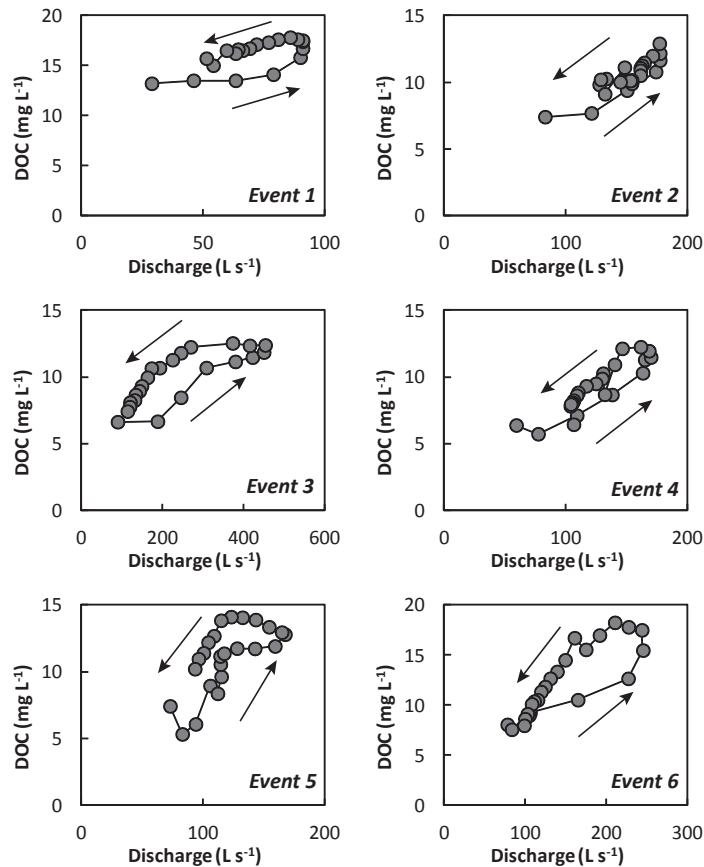 20
15
10
5
0
DOC (mg L⁻¹)
Event 1
0 50 100
Discharge (L s⁻¹)
15
10
5
0
DOC (mg L⁻¹)
Event 2
0 100 200
Discharge (L s⁻¹)
15
10
5
0
DOC (mg L⁻¹)
Event 3
0 200 400 600
Discharge (L s⁻¹)
15
10
5
0
DOC (mg L⁻¹)
Event 4
0 100 200
Discharge (L s⁻¹)
15
10
5
0
DOC (mg L⁻¹)
Event 5
0 100 200
Discharge (L s⁻¹)
20
15
10
5
0
DOC (mg L⁻¹)
Event 6
0 100 200 300
Discharge (L s⁻¹)